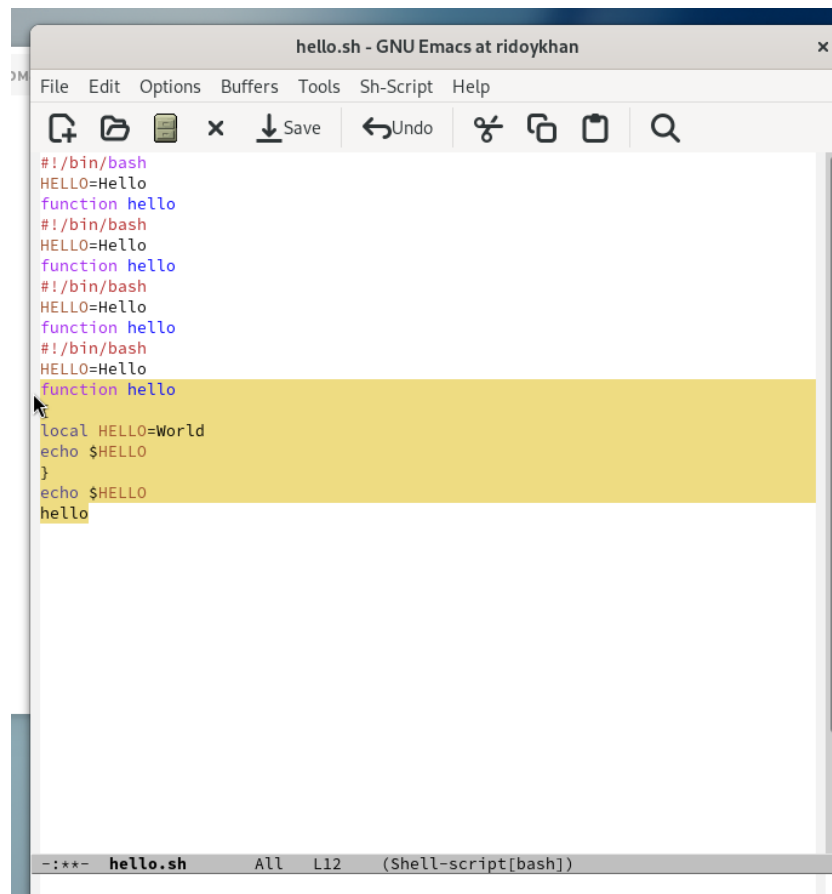 hello.sh - GNU Emacs at ridoykhan
File Edit Options Buffers Tools Sh-Script Help
Save Undo
#!/bin/bash
HELLO=Hello
function hello
#!/bin/bash
HELLO=Hello
function hello
#!/bin/bash
HELLO=Hello
function hello
#!/bin/bash
HELLO=Hello
function hello
{
local HELLO=World
echo $HELLO
}
echo $HELLO
hello
-:**- hello.sh All L12 (Shell-script[bash])